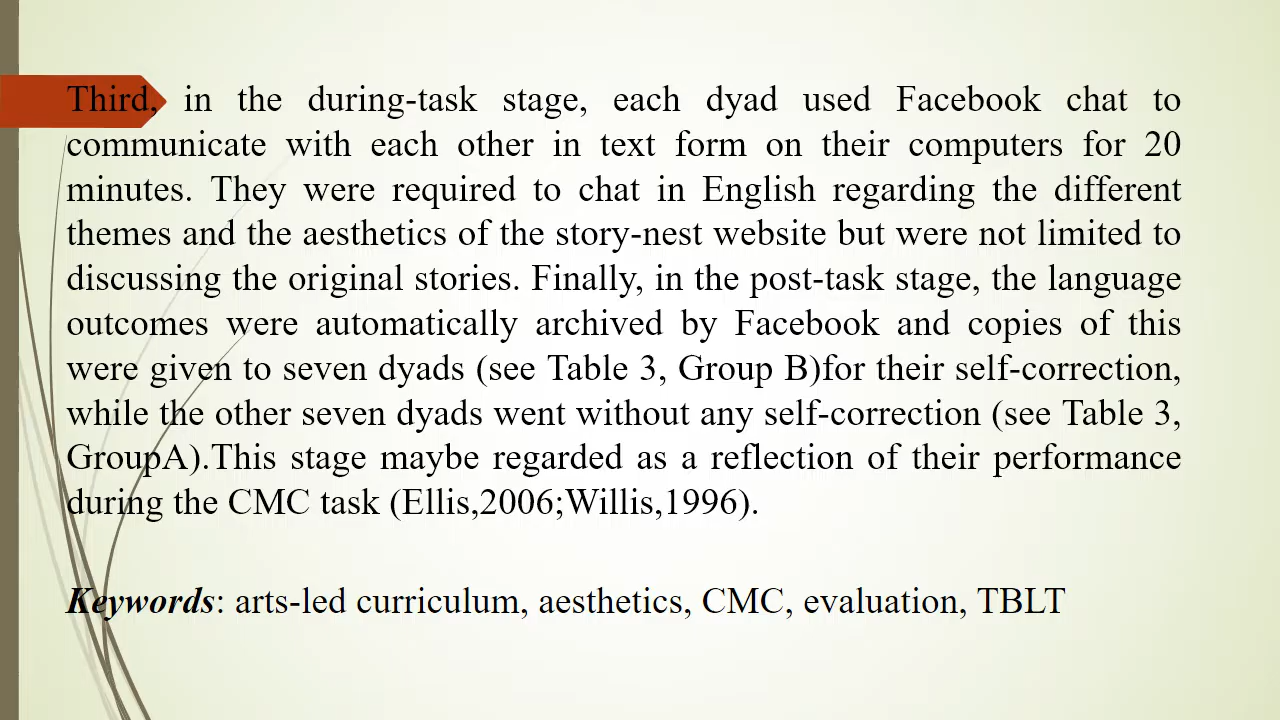 Third, in the during-task stage, each dyad used Facebook chat to
communicate with each other in text form on their computers for 20
minutes. They were required to chat in English regarding the different
themes and the aesthetics of the story-nest website but were not limited to
discussing the original stories. Finally, in the post-task stage, the language
outcomes were automatically archived by Facebook and copies of this
were given to seven dyads (see Table 3, Group B)for their self-correction,
while the other seven dyads went without any self-correction (see Table 3,
GroupA).This stage maybe regarded as a reflection of their performance
during the CMC task (Ellis,2006;Willis,1996).
Keywords: arts-led curriculum, aesthetics, CMC, evaluation, TBLT